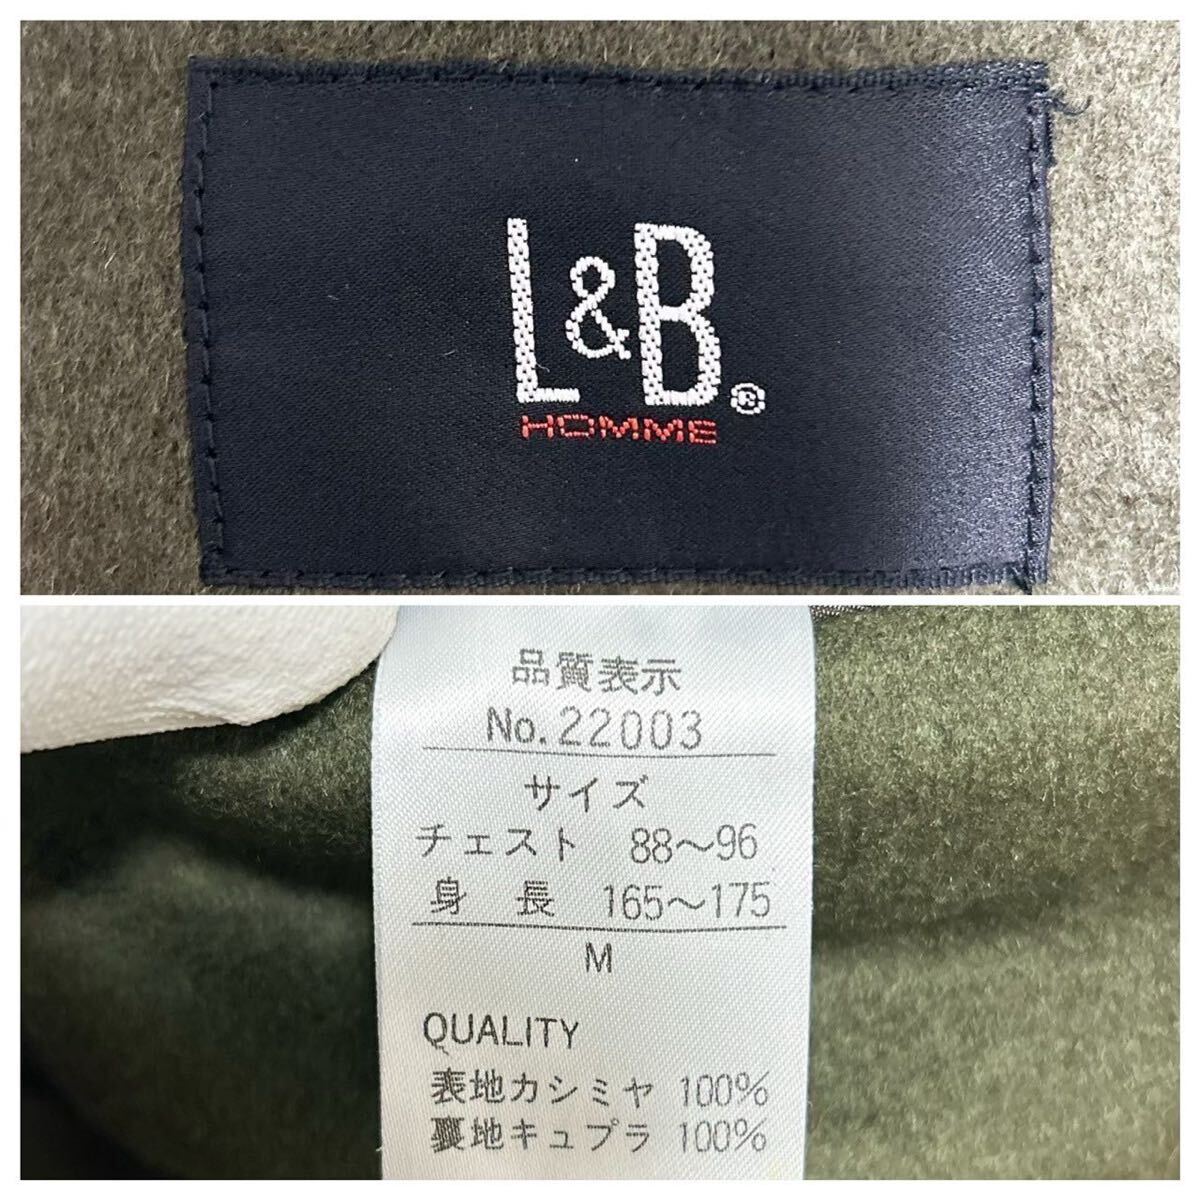 L&B®
HOMME
品質表示
No.22003
サイズ
チェスト 88〜96
身 長 165〜175
M
QUALITY
表地カシミヤ 100%
裏地キュプラ 100%